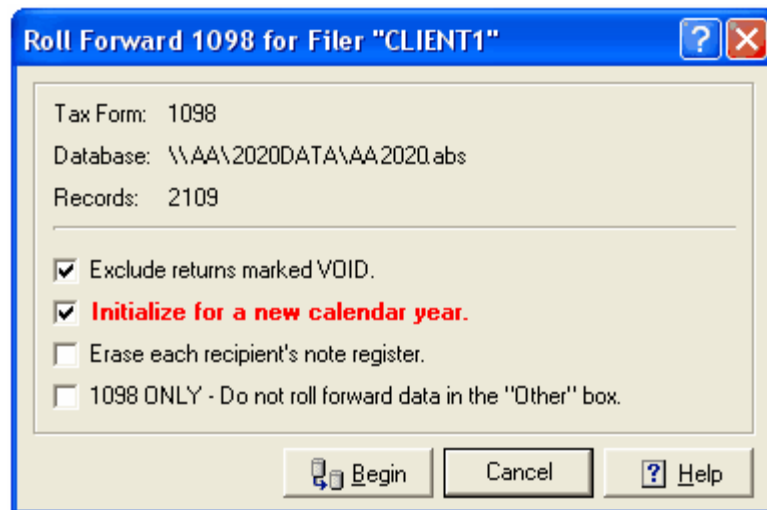 Roll Forward 1098 for Filer "CLIENT1"
Tax Form: 1098
Database: \\AA\2020DATA\AA2020.abs
Records: 2109
Exclude returns marked VOID.
Initialize for a new calendar year.
Erase each recipient's note register.
1098 ONLY - Do not roll forward data in the "Other" box.
Begin Cancel Help